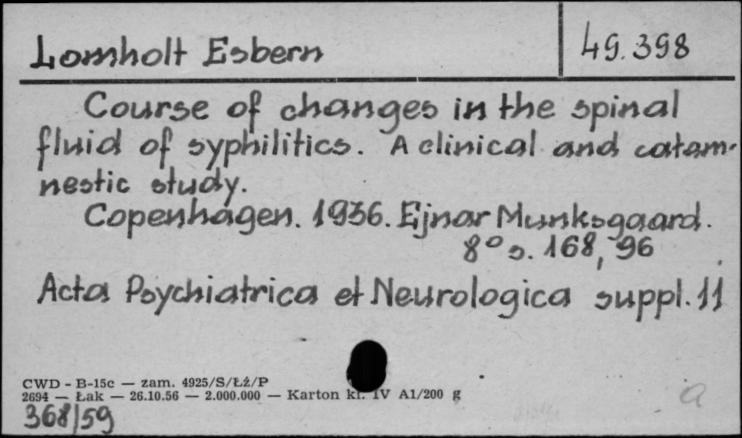 Lomholt Esbern 49.398
Course of changes in the spinal
fluid of syphilitics. A clinical and catam-
nestic study.
Copenhagen. 1936. Ejnar Munksgaard.
8° s. 168, 96
Acta Psychiatrica et Neurologica suppl. 11
CWD - B-15c — zam. 4925/S/Łź/P
2694 — Łak — 26.10.56 — 2.000.000 — Karton kl. IV A1/200 g
368/59
a